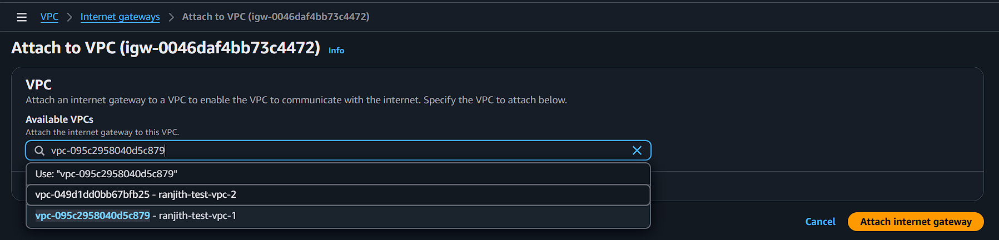 VPC > Internet gateways > Attach to VPC (igw-0046daf4bb73c4472)
Attach to VPC (igw-0046daf4bb73c4472) Info
VPC
Attach an internet gateway to a VPC to enable the VPC to communicate with the internet. Specify the VPC to attach below.
Available VPCs
Attach the internet gateway to this VPC.
vpc-095c2958040d5c879
Use: "vpc-095c2958040d5c879"
vpc-049d1dd0bb67bfb25 - ranjith-test-vpc-2
vpc-095c2958040d5c879 - ranjith-test-vpc-1
Cancel Attach internet gateway